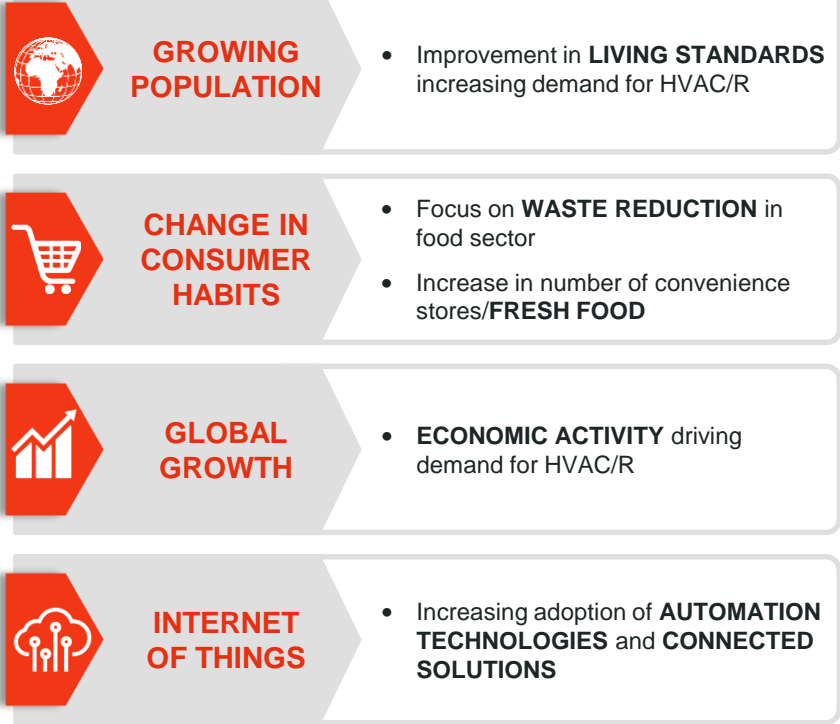 GROWING
POPULATION
• Improvement in LIVING STANDARDS
increasing demand for HVAC/R
CHANGE IN
CONSUMER
HABITS
• Focus on WASTE REDUCTION in
food sector
• Increase in number of convenience
stores/FRESH FOOD
GLOBAL
GROWTH
• ECONOMIC ACTIVITY driving
demand for HVAC/R
INTERNET
OF THINGS
• Increasing adoption of AUTOMATION
TECHNOLOGIES and CONNECTED
SOLUTIONS